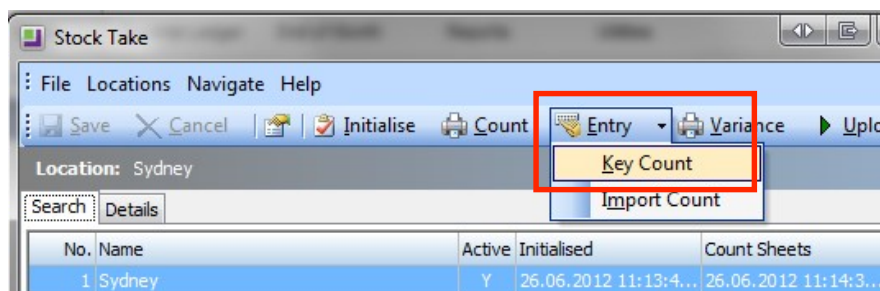 Stock Take
File Locations Navigate Help
Save Cancel Initialise Count Entry Variance
Location: Sydney
Key Count
Import Count
Search Details
No. Name Active Initialised Count Sheets
1 Sydney Y 26.06.2012 11:13:4... 26.06.2012 11:14:3...